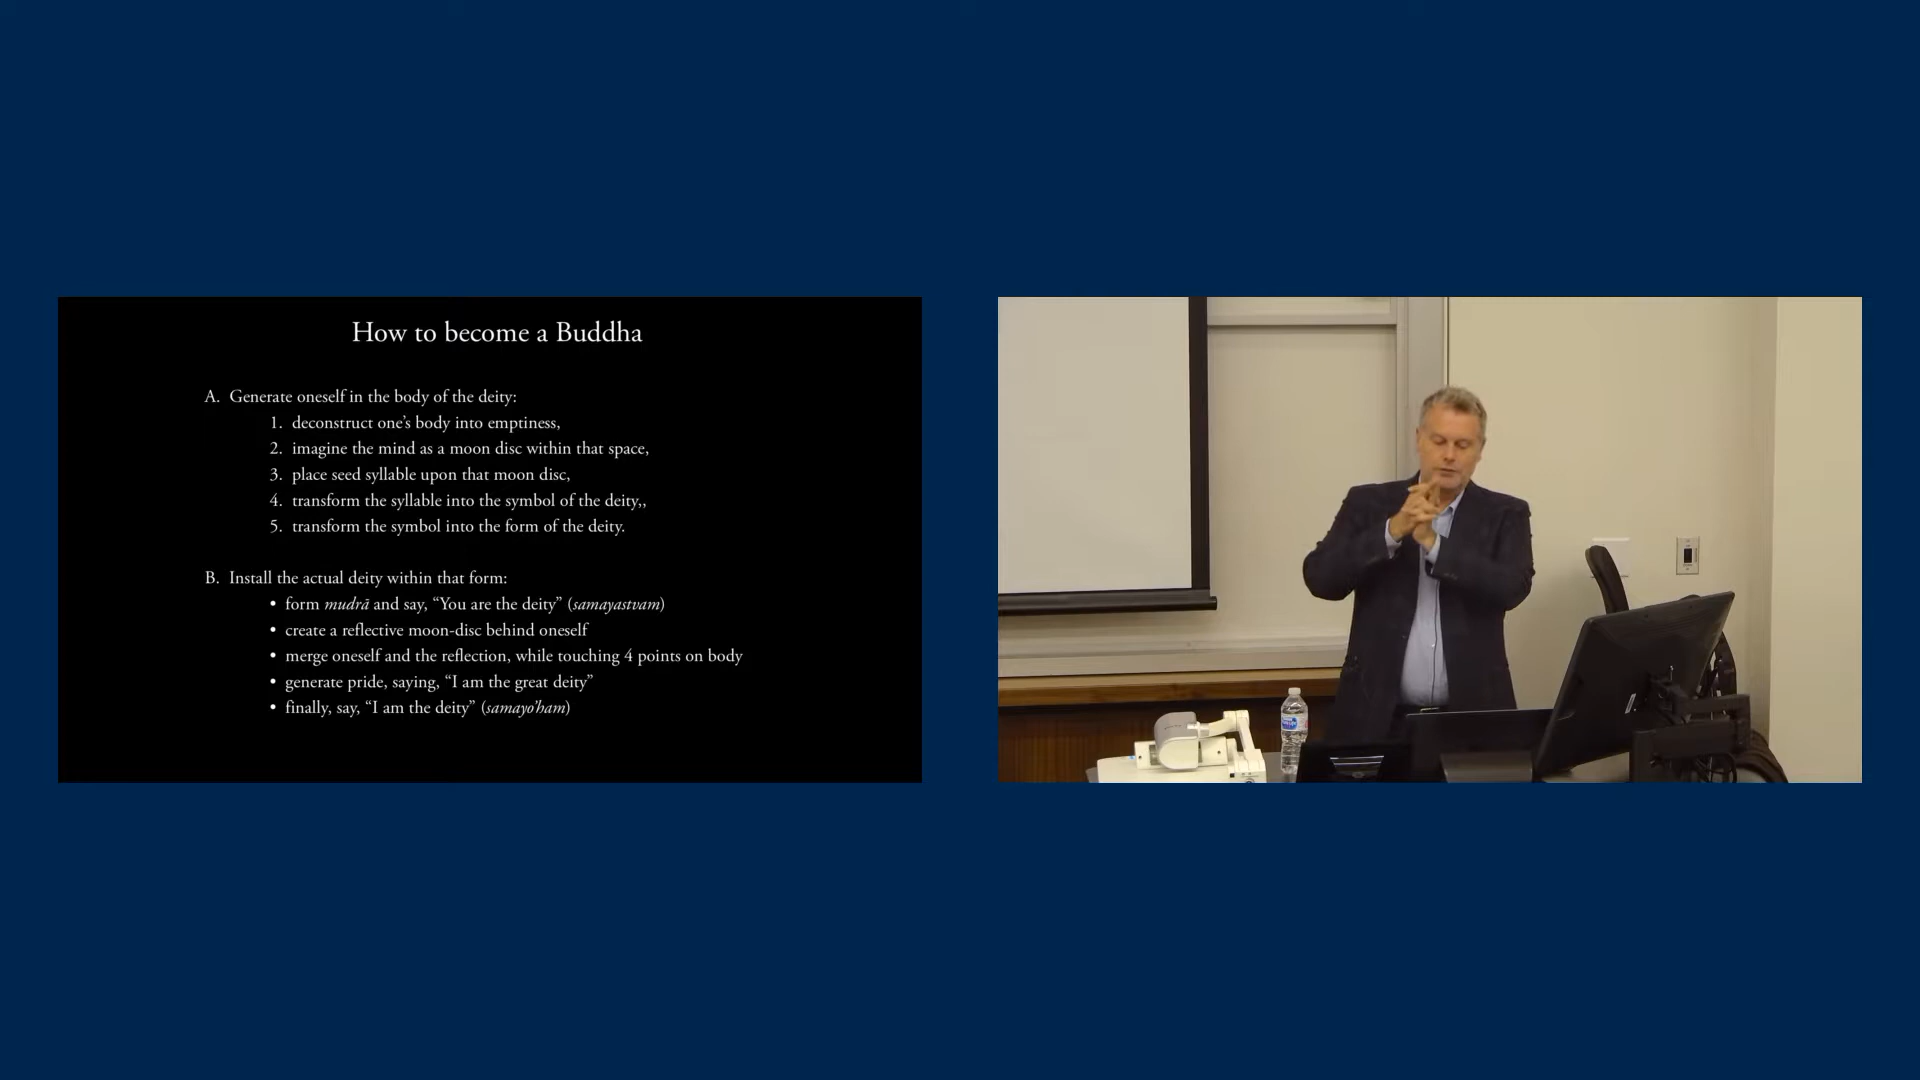 How to become a Buddha
A. Generate oneself in the body of the deity:
1. deconstruct one’s body into emptiness,
2. imagine the mind as a moon disc within that space,
3. place seed syllable upon that moon disc,
4. transform the syllable into the symbol of the deity,,
5. transform the symbol into the form of the deity.
B. Install the actual deity within that form:
• form mudrā and say, “You are the deity” (samayastvam)
• create a reflective moon-disc behind oneself
• merge oneself and the reflection, while touching 4 points on body
• generate pride, saying, “I am the great deity”
• finally, say, “I am the deity” (samayo’ham)